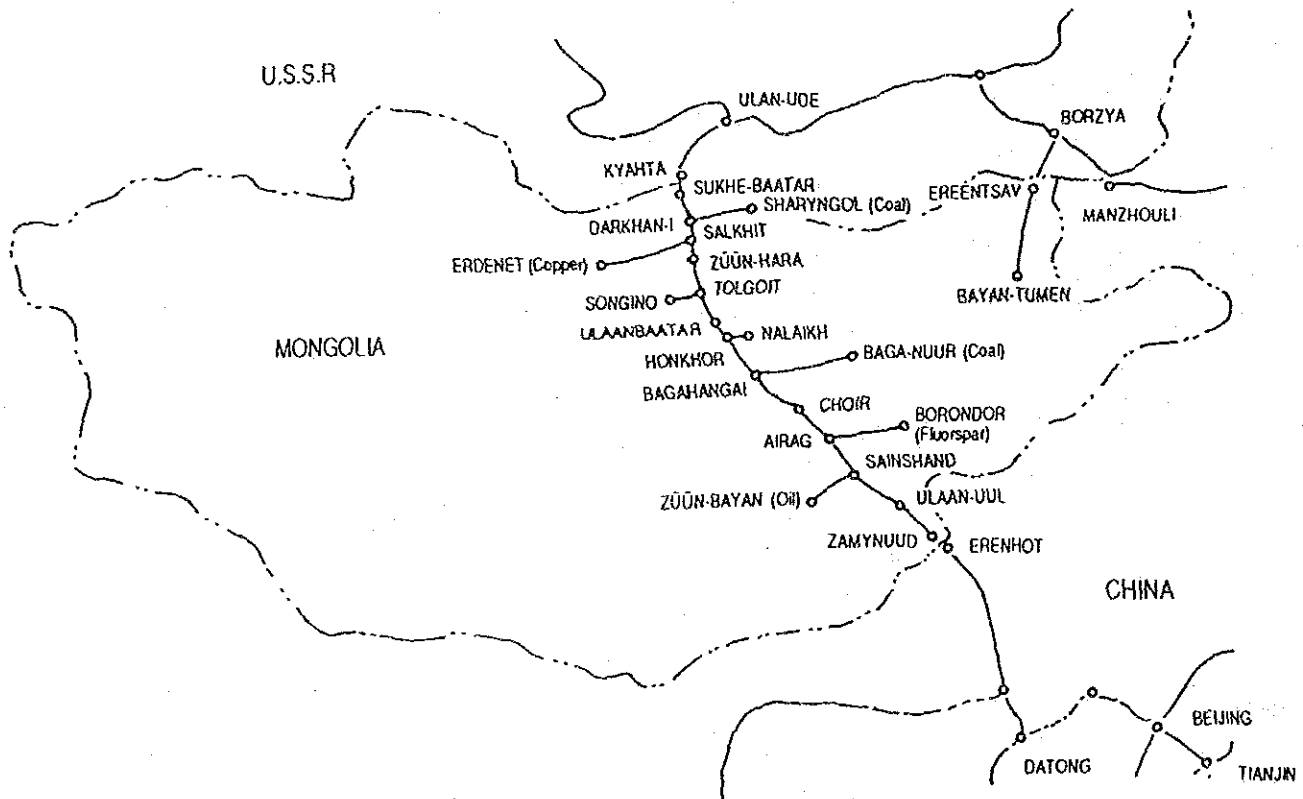 U.S.S.R
ULAN-UDE
BORZYA
KYAHTA
SUKHE-BAATAR
EREENTSAV
SHARYNGOL (Coal)
MANZHOULI
DARKHAN-I
SALKHIT
ERDENET (Copper)
ZÜÜN-HARA
TOLGOIT
BAYAN-TUMEN
SONGINO
ULAANBAATAR
NALAIKH
MONGOLIA
HONKHOR
BAGA-NUUR (Coal)
BAGAHANGAI
CHOIR
BORONDOR
(Fluorspar)
AIRAG
SAINSHAND
ZÜÜN-BAYAN (Oil)
ULAAN-UUL
ZAMYNUUD
ERENHOT
CHINA
BEIJING
DATONG
TIANJIN